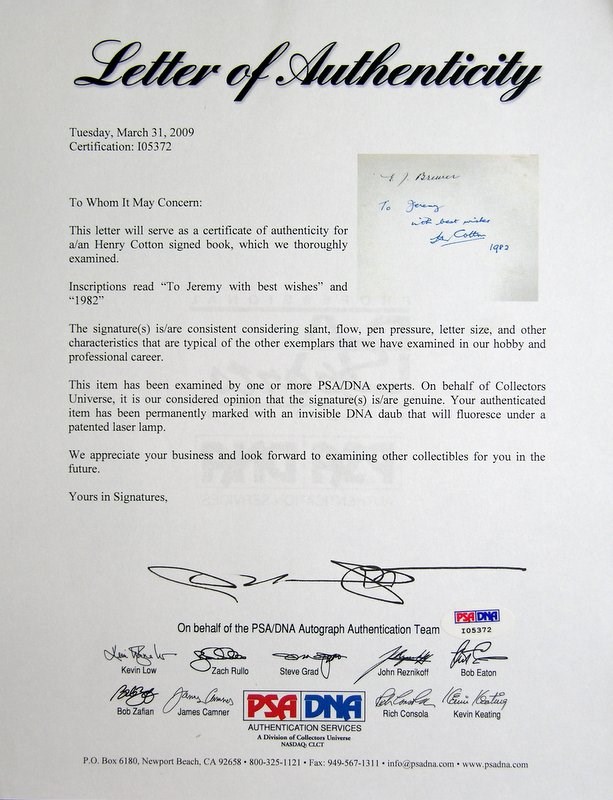 Letter of Authenticity
Tuesday, March 31, 2009
Certification: I05372
J Brewer
To Jeremy
with best wishes
Cotton
1982
To Whom It May Concern:
This letter will serve as a certificate of authenticity for
a/an Henry Cotton signed book, which we thoroughly
examined.
Inscriptions read “To Jeremy with best wishes” and
“1982”
The signature(s) is/are consistent considering slant, flow, pen pressure, letter size, and other
characteristics that are typical of the other exemplars that we have examined in our hobby and
professional career.
This item has been examined by one or more PSA/DNA experts. On behalf of Collectors
Universe, it is our considered opinion that the signature(s) is/are genuine. Your authenticated
item has been permanently marked with an invisible DNA daub that will fluoresce under a
patented laser lamp.
We appreciate your business and look forward to examining other collectibles for you in the
future.
Yours in Signatures,
On behalf of the PSA/DNA Autograph Authentication Team
PSA DNA
I05372
Kevin Low
Zach Rullo
Steve Grad
John Reznikoff
Bob Eaton
Bob Zafian
James Camner
PSA DNA
AUTHENTICATION SERVICES
A Division of Collectors Universe
NASDAQ: CLCT
Rich Consola
Kevin Keating
P.O. Box 6180, Newport Beach, CA 92658 • 800-325-1121 • Fax: 949-567-1311 • info@psadna.com • www.psadna.com